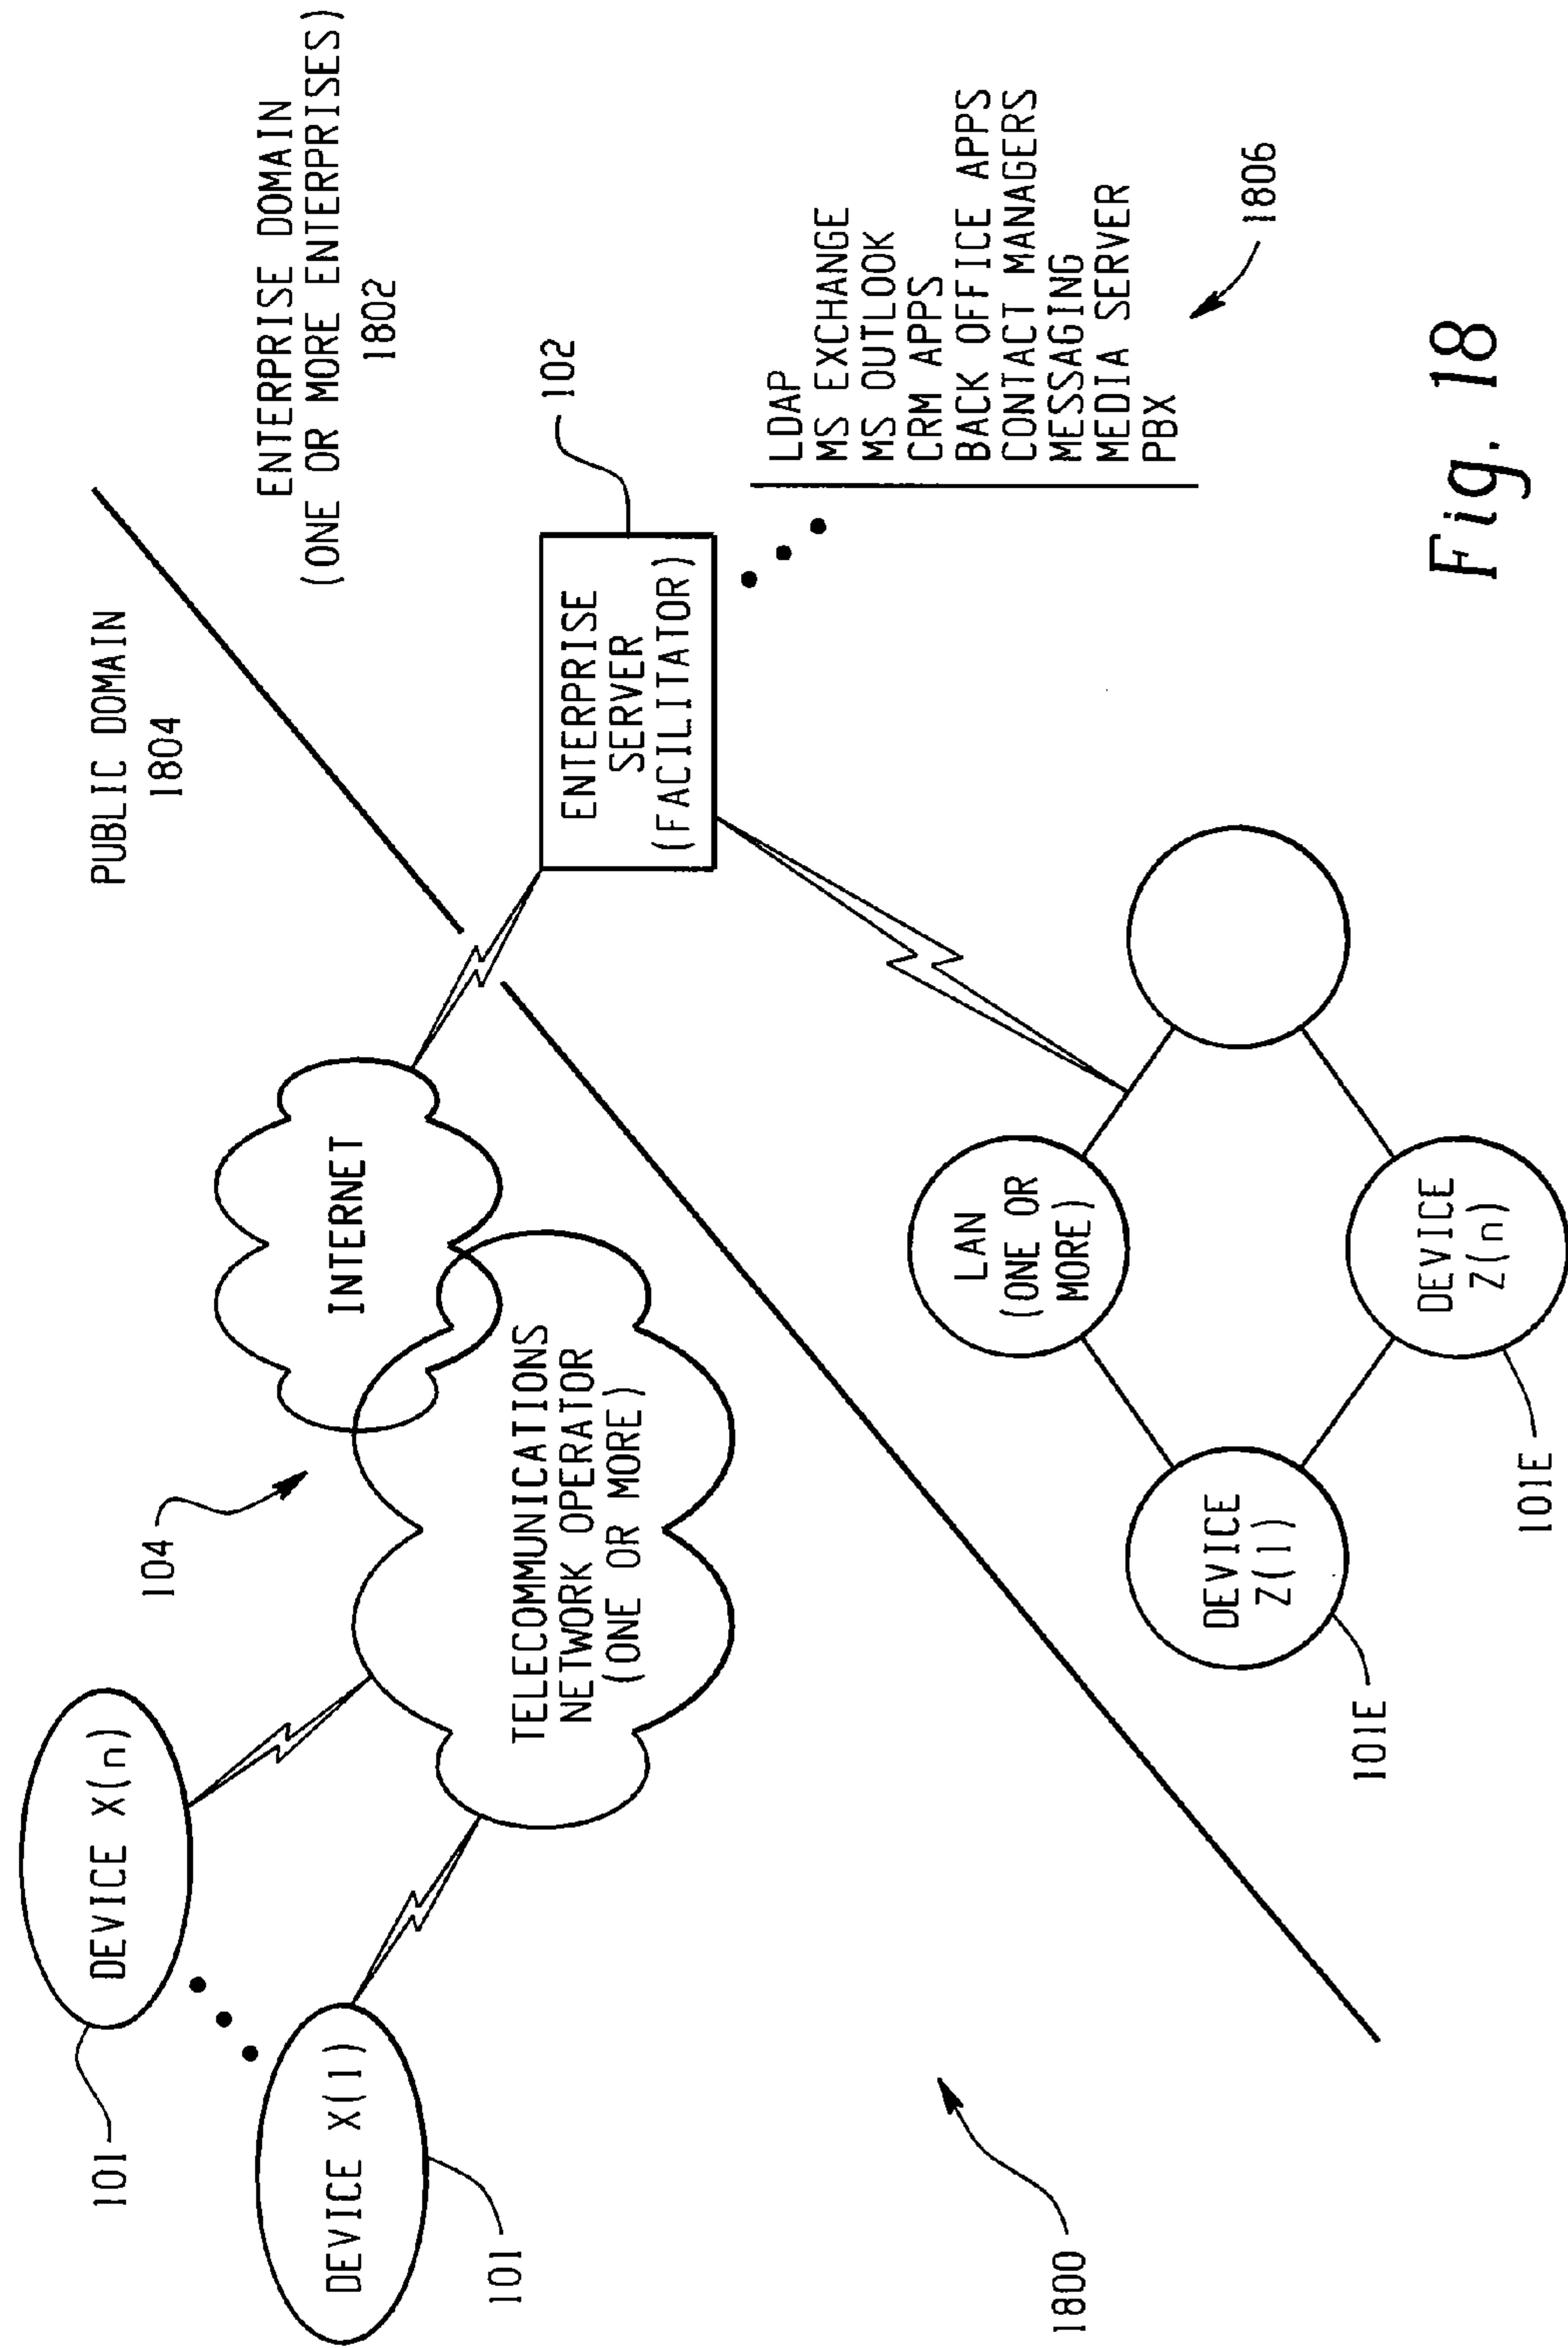 PUBLIC DOMAIN
1804
ENTERPRISE DOMAIN
(ONE OR MORE ENTERPRISES)
1802
101
DEVICE X(n)
DEVICE X(1)
101
104
INTERNET
TELECOMMUNICATIONS
NETWORK OPERATOR
(ONE OR MORE)
102
ENTERPRISE
SERVER
(FACILITATOR)
LDAP
MS EXCHANGE
MS OUTLOOK
CRM APPS
BACK OFFICE APPS
CONTACT MANAGERS
MESSAGING
MEDIA SERVER
PBX
1806
LAN
(ONE OR
MORE)
DEVICE
Z(1)
101E
DEVICE
Z(n)
101E
1800
Fig. 18